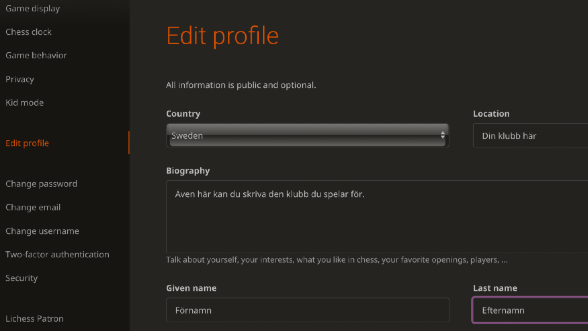 Game display
Chess clock
Game behavior
Privacy
Kid mode
Edit profile
Change password
Change email
Change username
Two-factor authentication
Security
Lichess Patron
Edit profile
All information is public and optional.
Country
Location
Sweden
Din klubb här
Biography
Även här kan du skriva den klubb du spelar för.
Talk about yourself, your interests, what you like in chess, your favorite openings, players, ...
Given name
Last name
Förnamn
Efternamn